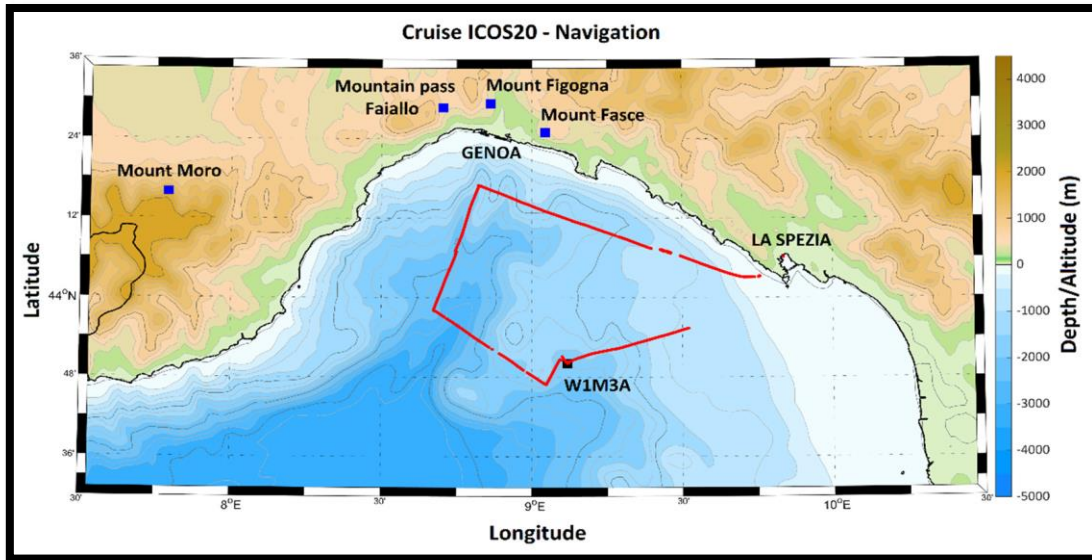 Cruise ICOS20 - Navigation
36'
24'
12'
44°N
48'
36'
Latitude
Mountain pass
Faiallo
Mount Figogna
Mount Fasce
GENOA
Mount Moro
LA SPEZIA
W1M3A
30'
8°E
30'
9°E
30'
10°E
30'
Longitude
4000
3000
2000
1000
0
0
-1000
-2000
-3000
-4000
-5000
Depth/Altitude (m)